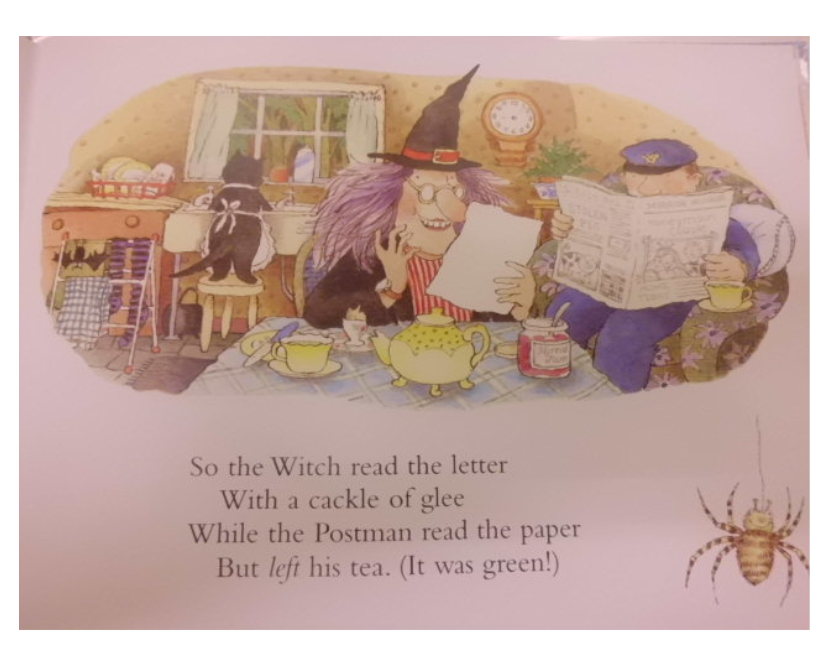 So the Witch read the letter
With a cackle of glee
While the Postman read the paper
But left his tea. (It was green!)